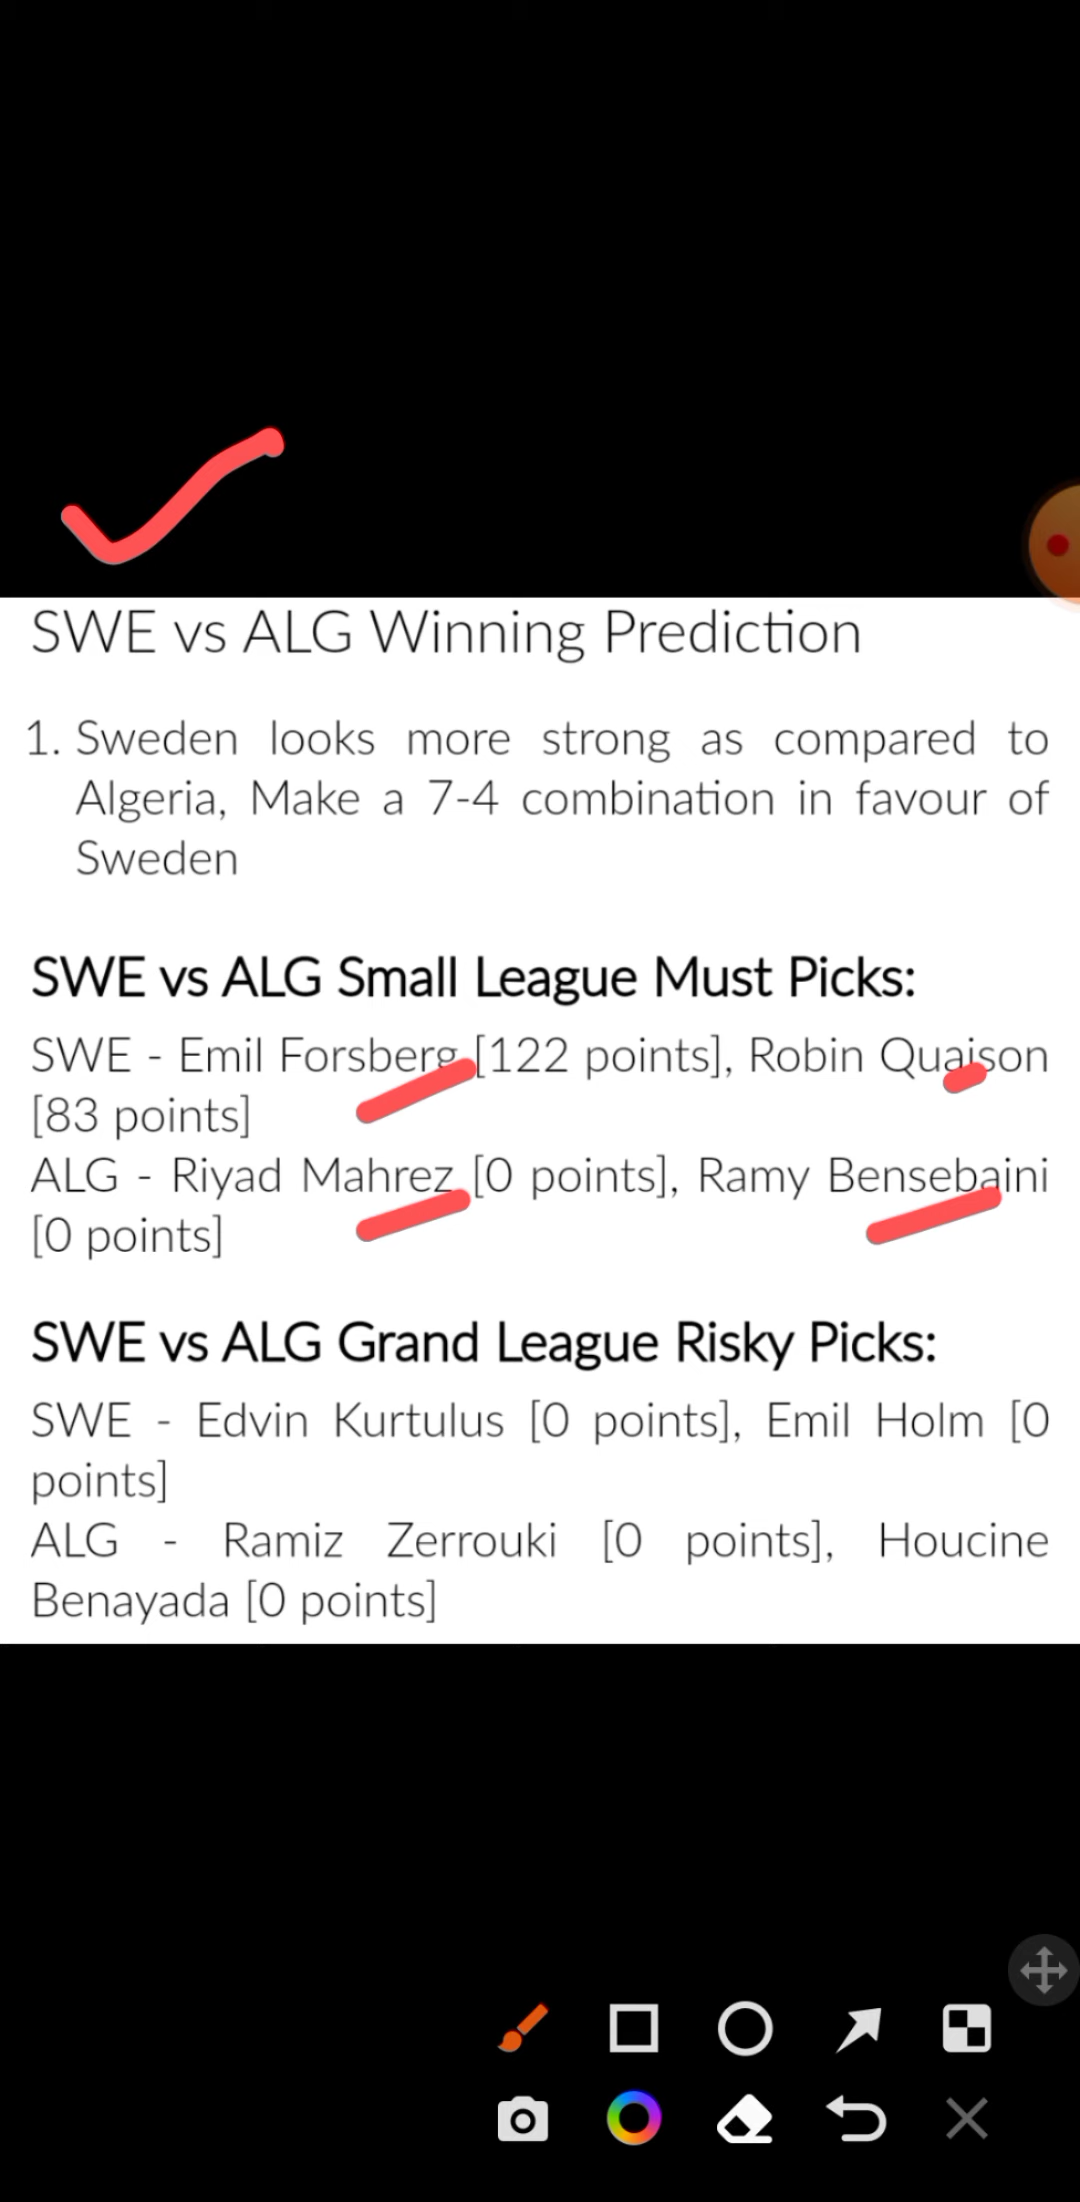 SWE vs ALG Winning Prediction
1. Sweden looks more strong as compared to
Algeria, Make a 7-4 combination in favour of
Sweden
SWE vs ALG Small League Must Picks:
SWE - Emil Forsberg [122 points], Robin Quaison
[83 points]
ALG - Riyad Mahrez [0 points], Ramy Bensebaini
[0 points]
SWE vs ALG Grand League Risky Picks:
SWE - Edvin Kurtulus [0 points], Emil Holm [0
points]
ALG - Ramiz Zerrouki [0 points], Houcine
Benayada [0 points]